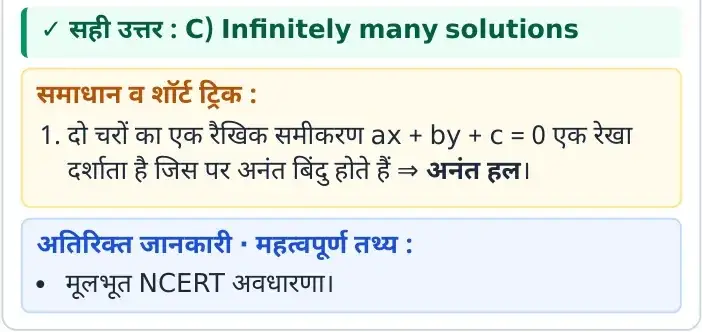 ✓ सही उत्तर : C) Infinitely many solutions
समाधान व शॉर्ट ट्रिक :
1. दो चरों का एक रैखिक समीकरण ax + by + c = 0 एक रेखा
दर्शाता है जिस पर अनंत बिंदु होते हैं ⇒ अनंत हल।
अतिरिक्त जानकारी · महत्वपूर्ण तथ्य :
• मूलभूत NCERT अवधारणा।